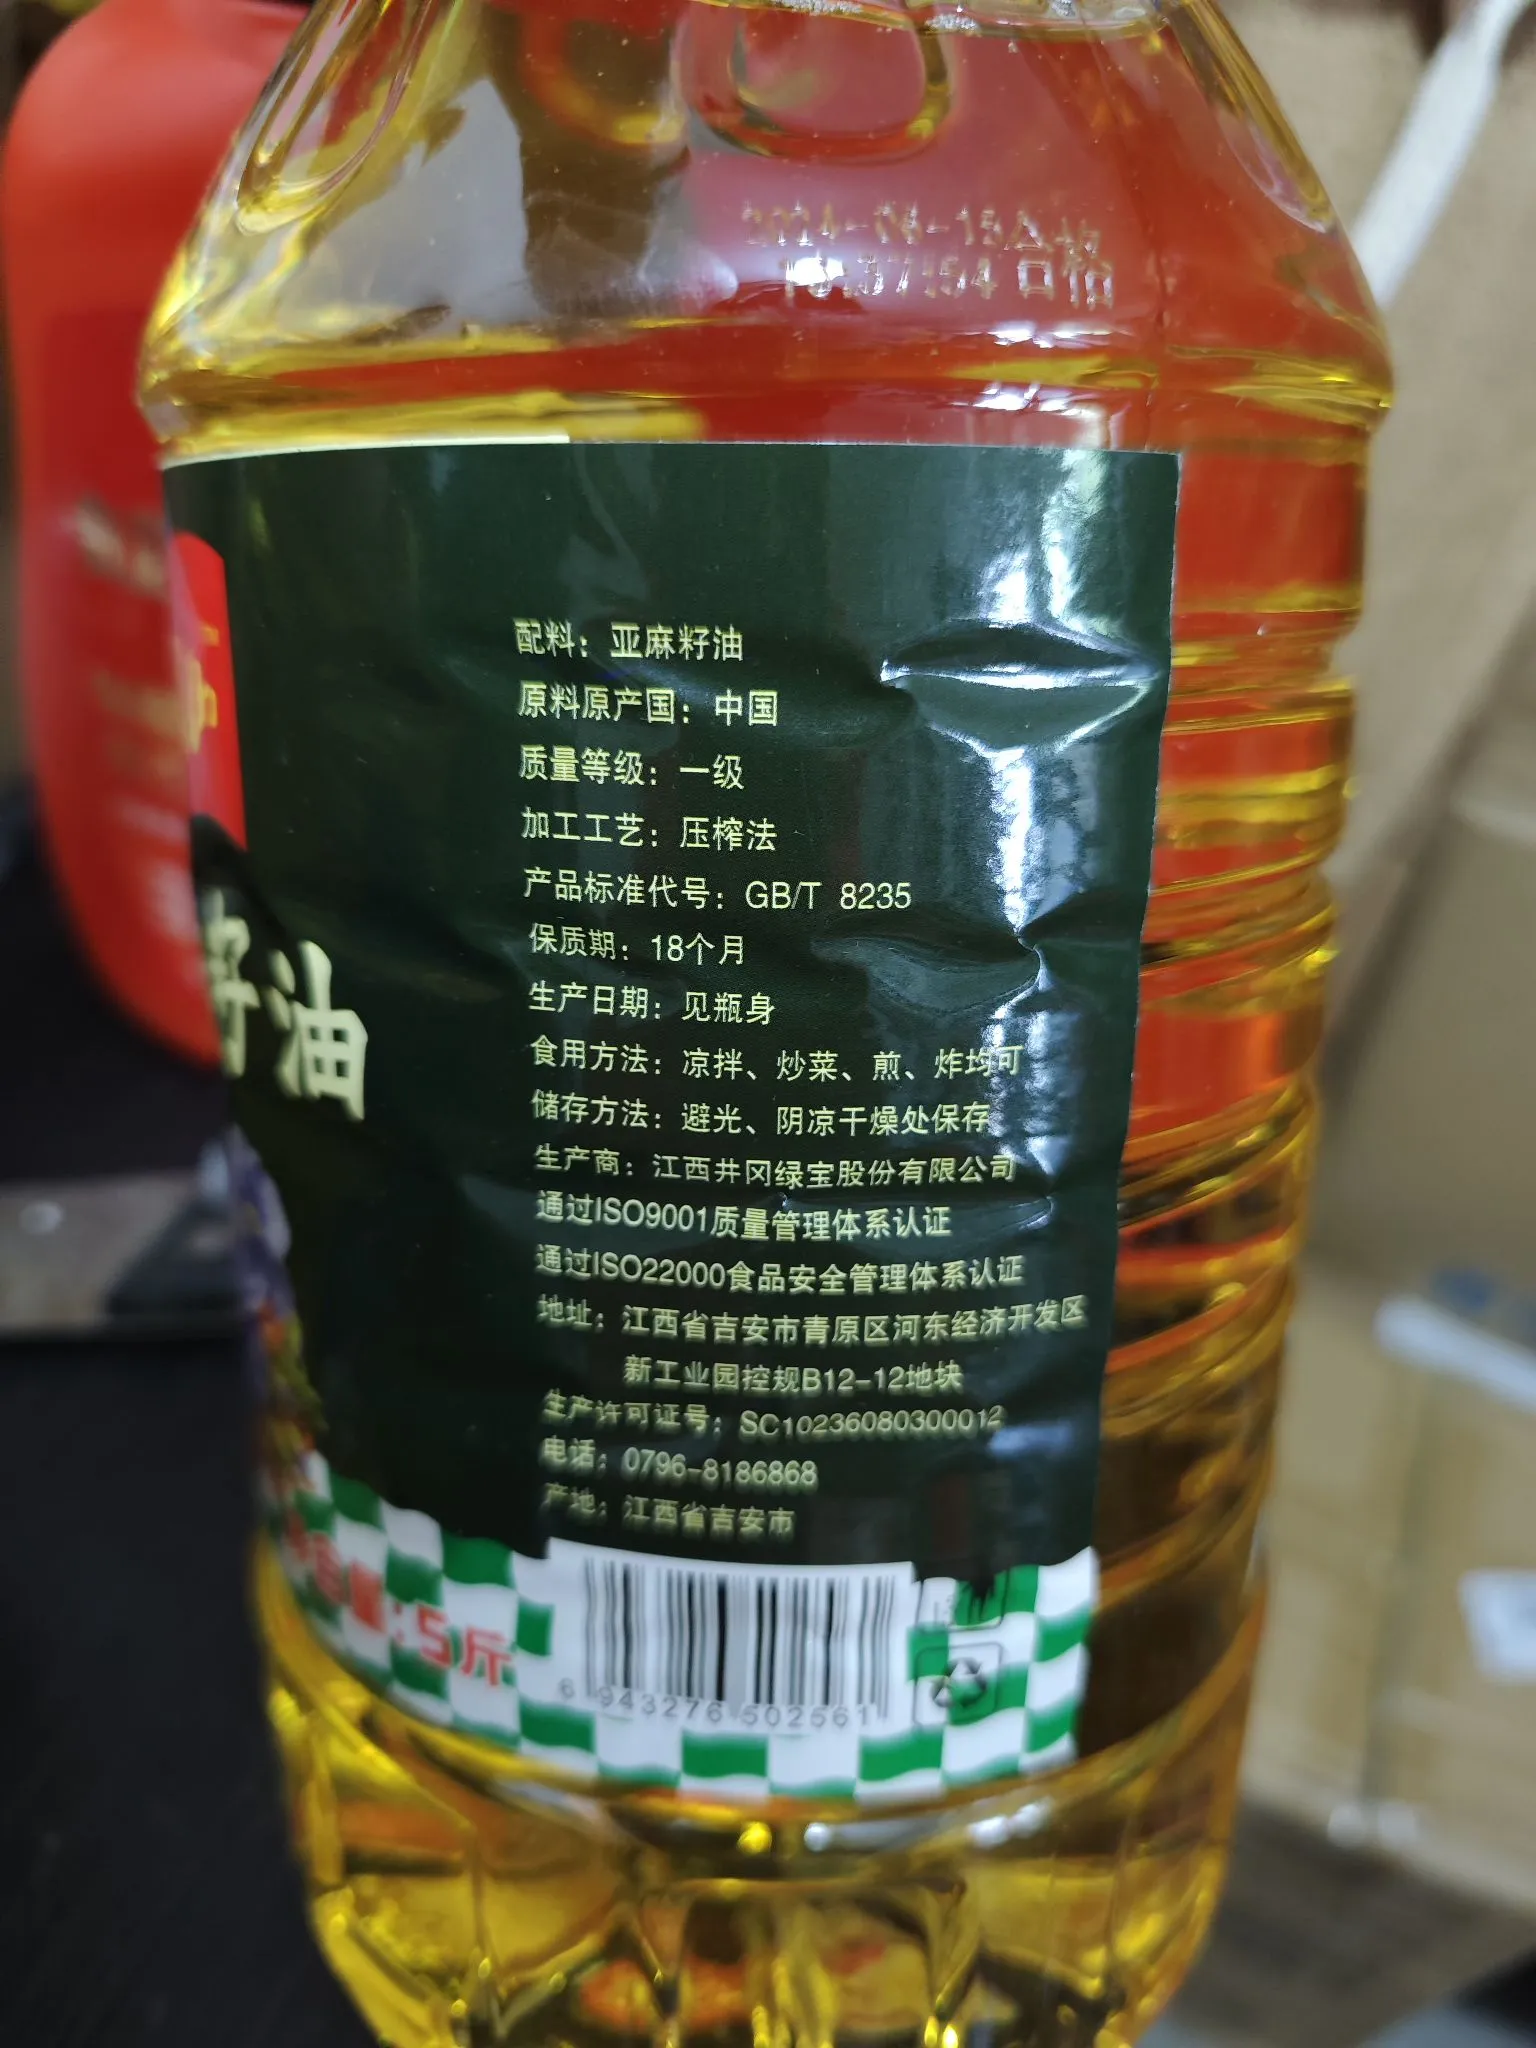 2024-06-15合格
配料：亚麻籽油
原料原产国：中国
质量等级：一级
加工工艺：压榨法
产品标准代号：GB/T 8235
保质期：18个月
生产日期：见瓶身
食用方法：凉拌、炒菜、煎、炸均可
储存方法：避光、阴凉干燥处保存
生产商：江西井冈绿宝股份有限公司
通过ISO9001质量管理体系认证
通过ISO22000食品安全管理体系认证
地址：江西省吉安市青原区河东经济开发区
新工业园控规B12-12地块
生产许可证号：SC10236080300012
电话：0796-8186868
产地：江西省吉安市
籽油
含量：5斤
6 943276 502561